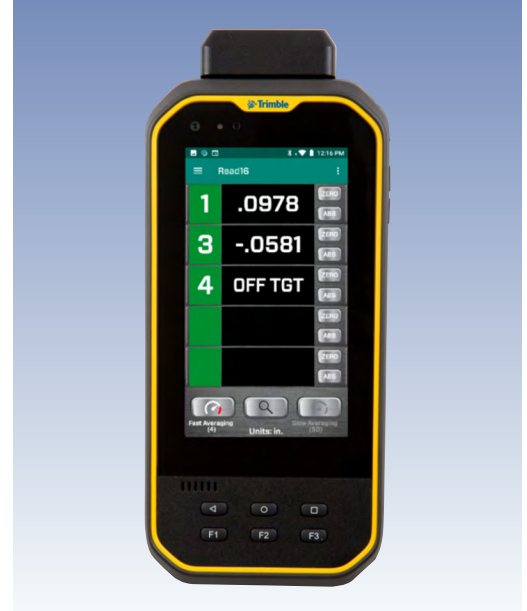 Trimble
12:16 PM
Read16
1 .0978 ZERO
ABS
3 -.0581 ZERO
ABS
4 OFF TGT ZERO
ABS
ZERO
ABS
ZERO
ABS
Fast Averaging
(4)
Units: in.
Slow Averaging
(50)
F1 F2 F3